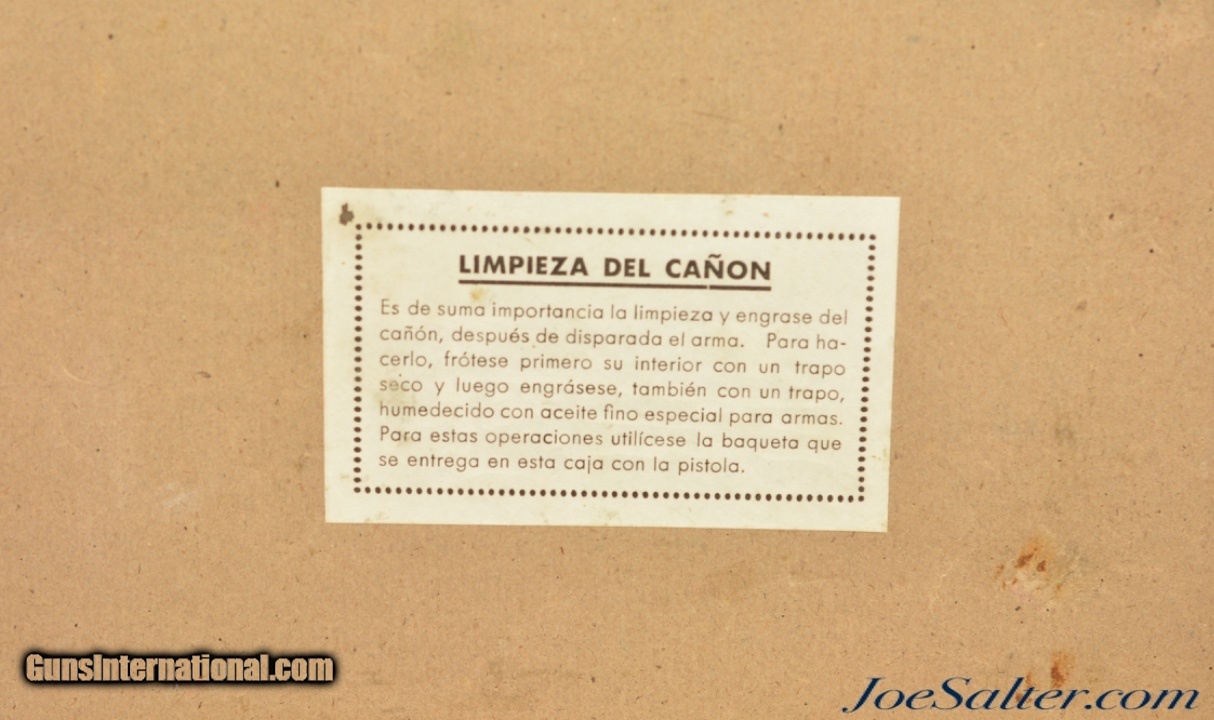 LIMPIEZA DEL CAÑON
Es de suma importancia la limpieza y engrase del
cañón, después de disparada el arma. Para ha-
cerlo, frótese primero su interior con un trapo
seco y luego engrásese, también con un trapo,
humedecido con aceite fino especial para armas.
Para estas operaciones utilícese la baqueta que
se entrega en esta caja con la pistola.
GunsInternational.com
JoeSalter.com